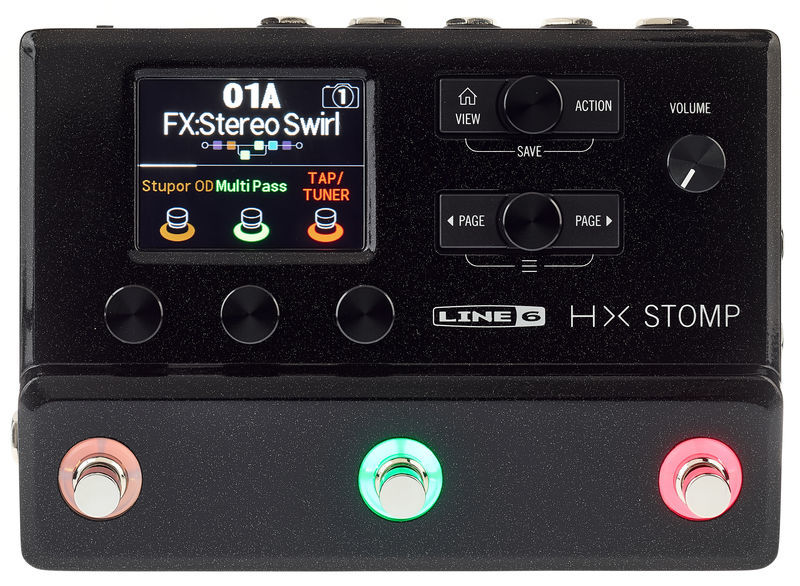 01A
1
FX:Stereo Swirl
Stupor OD
Multi Pass
TAP/
TUNER
VIEW
ACTION
SAVE
PAGE
PAGE
VOLUME
LINE 6
HX STOMP